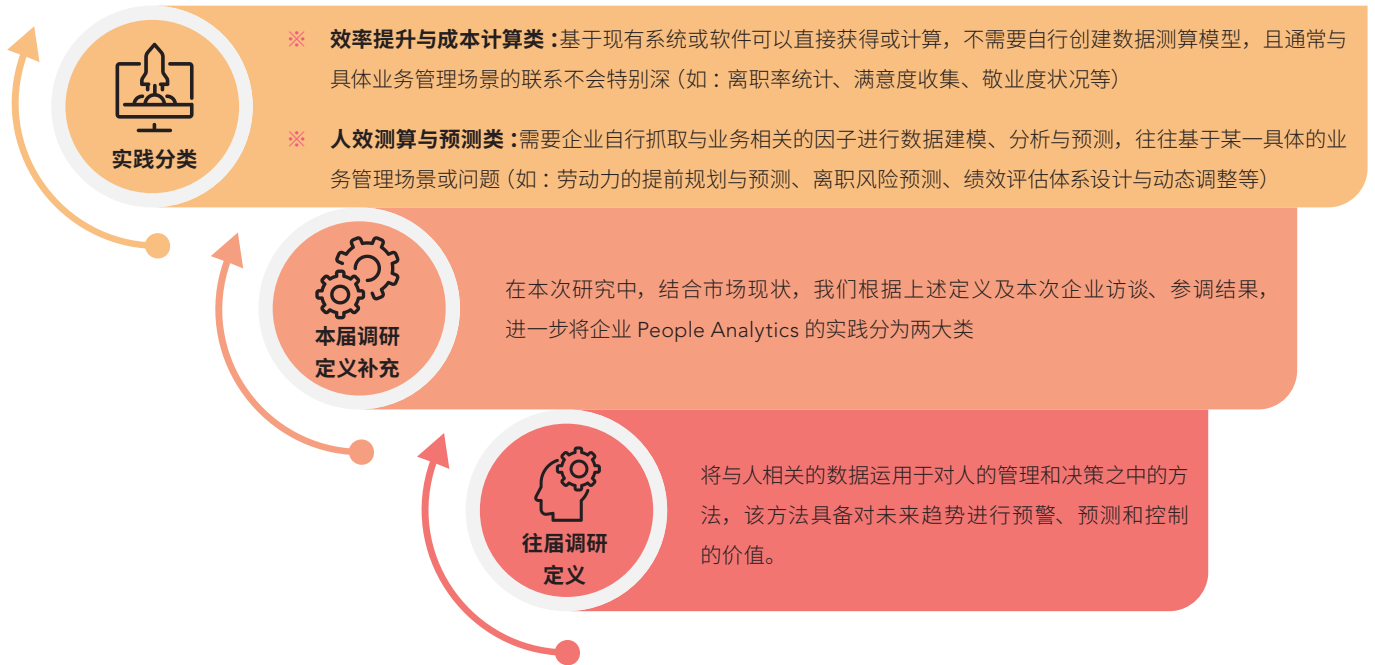 ※ 效率提升与成本计算类：基于现有系统或软件可以直接获得或计算，不需要自行创建数据测算模型，且通常与
具体业务管理场景的联系不会特别深（如：离职率统计、满意度收集、敬业度状况等）
※ 人效测算与预测类：需要企业自行抓取与业务相关的因子进行数据建模、分析与预测，往往基于某一具体的业
务管理场景或问题（如：劳动力的提前规划与预测、离职风险预测、绩效评估体系设计与动态调整等）
实践分类
在本次研究中，结合市场现状，我们根据上述定义及本次企业访谈、参调结果，
进一步将企业 People Analytics 的实践分为两大类
本届调研
定义补充
将与人相关的数据运用于对人的管理和决策之中的方
法，该方法具备对未来趋势进行预警、预测和控制
的价值。
往届调研
定义